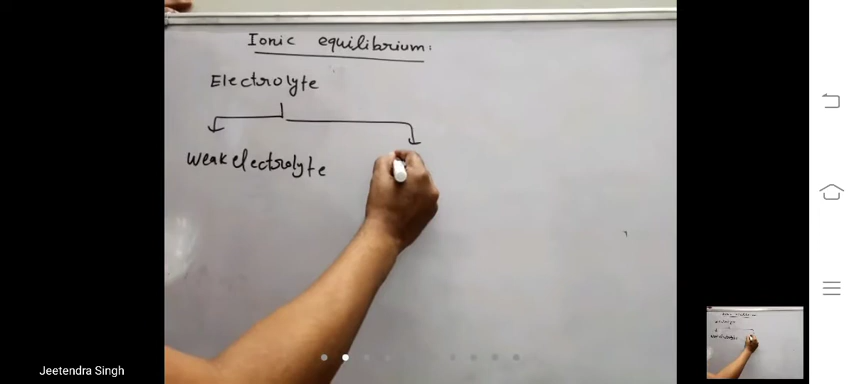 Ionic equilibrium:
Electrolyte
Weak electrolyte
Jeetendra Singh